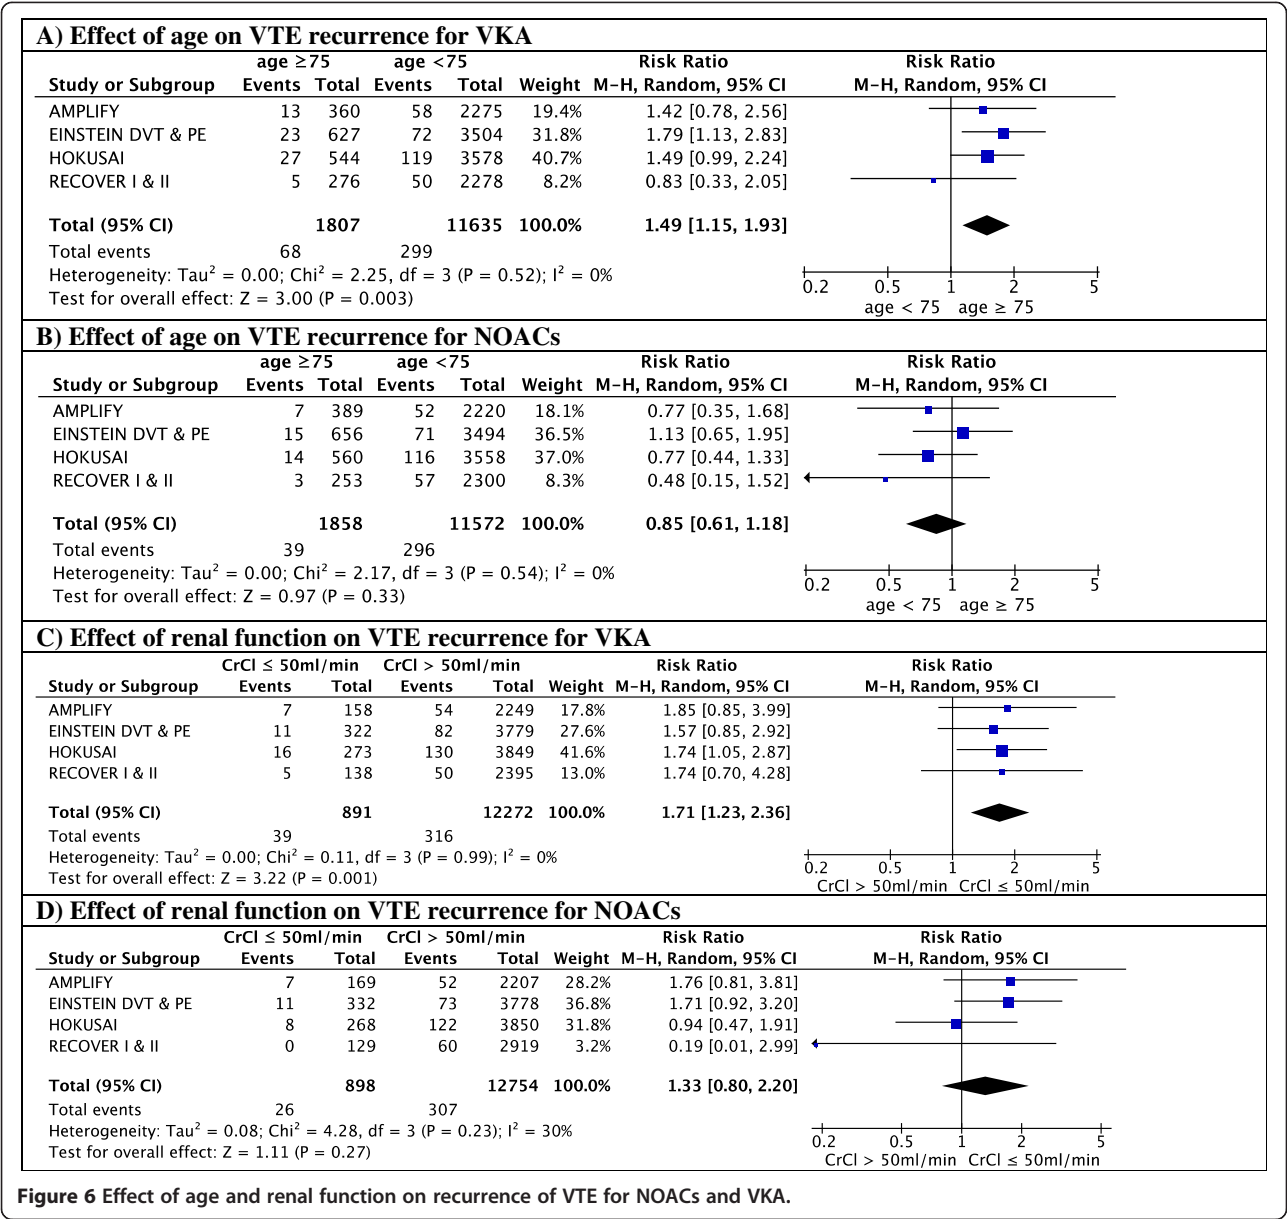 A) Effect of age on VTE recurrence for VKA
age ≥75 age <75 Risk Ratio Risk Ratio
Study or Subgroup Events Total Events Total Weight M-H, Random, 95% CI M-H, Random, 95% CI
AMPLIFY 13 360 58 2275 19.4% 1.42 [0.78, 2.56]
EINSTEIN DVT & PE 23 627 72 3504 31.8% 1.79 [1.13, 2.83]
HOKUSAI 27 544 119 3578 40.7% 1.49 [0.99, 2.24]
RECOVER I & II 5 276 50 2278 8.2% 0.83 [0.33, 2.05]
Total (95% CI) 1807 11635 100.0% 1.49 [1.15, 1.93]
Total events 68 299
Heterogeneity: Tau² = 0.00; Chi² = 2.25, df = 3 (P = 0.52); I² = 0%
Test for overall effect: Z = 3.00 (P = 0.003)
0.2 0.5 1 2 5
age < 75 age ≥ 75
B) Effect of age on VTE recurrence for NOACs
age ≥75 age <75 Risk Ratio Risk Ratio
Study or Subgroup Events Total Events Total Weight M-H, Random, 95% CI M-H, Random, 95% CI
AMPLIFY 7 389 52 2220 18.1% 0.77 [0.35, 1.68]
EINSTEIN DVT & PE 15 656 71 3494 36.5% 1.13 [0.65, 1.95]
HOKUSAI 14 560 116 3558 37.0% 0.77 [0.44, 1.33]
RECOVER I & II 3 253 57 2300 8.3% 0.48 [0.15, 1.52]
Total (95% CI) 1858 11572 100.0% 0.85 [0.61, 1.18]
Total events 39 296
Heterogeneity: Tau² = 0.00; Chi² = 2.17, df = 3 (P = 0.54); I² = 0%
Test for overall effect: Z = 0.97 (P = 0.33)
0.2 0.5 1 2 5
age < 75 age ≥ 75
C) Effect of renal function on VTE recurrence for VKA
CrCl ≤ 50ml/min CrCl > 50ml/min Risk Ratio Risk Ratio
Study or Subgroup Events Total Events Total Weight M-H, Random, 95% CI M-H, Random, 95% CI
AMPLIFY 7 158 54 2249 17.8% 1.85 [0.85, 3.99]
EINSTEIN DVT & PE 11 322 82 3779 27.6% 1.57 [0.85, 2.92]
HOKUSAI 16 273 130 3849 41.6% 1.74 [1.05, 2.87]
RECOVER I & II 5 138 50 2395 13.0% 1.74 [0.70, 4.28]
Total (95% CI) 891 12272 100.0% 1.71 [1.23, 2.36]
Total events 39 316
Heterogeneity: Tau² = 0.00; Chi² = 0.11, df = 3 (P = 0.99); I² = 0%
Test for overall effect: Z = 3.22 (P = 0.001)
0.2 0.5 1 2 5
CrCl > 50ml/min CrCl ≤ 50ml/min
D) Effect of renal function on VTE recurrence for NOACs
CrCl ≤ 50ml/min CrCl > 50ml/min Risk Ratio Risk Ratio
Study or Subgroup Events Total Events Total Weight M-H, Random, 95% CI M-H, Random, 95% CI
AMPLIFY 7 169 52 2207 28.2% 1.76 [0.81, 3.81]
EINSTEIN DVT & PE 11 332 73 3778 36.8% 1.71 [0.92, 3.20]
HOKUSAI 8 268 122 3850 31.8% 0.94 [0.47, 1.91]
RECOVER I & II 0 129 60 2919 3.2% 0.19 [0.01, 2.99]
Total (95% CI) 898 12754 100.0% 1.33 [0.80, 2.20]
Total events 26 307
Heterogeneity: Tau² = 0.08; Chi² = 4.28, df = 3 (P = 0.23); I² = 30%
Test for overall effect: Z = 1.11 (P = 0.27)
0.2 0.5 1 2 5
CrCl > 50ml/min CrCl ≤ 50ml/min
Figure 6 Effect of age and renal function on recurrence of VTE for NOACs and VKA.